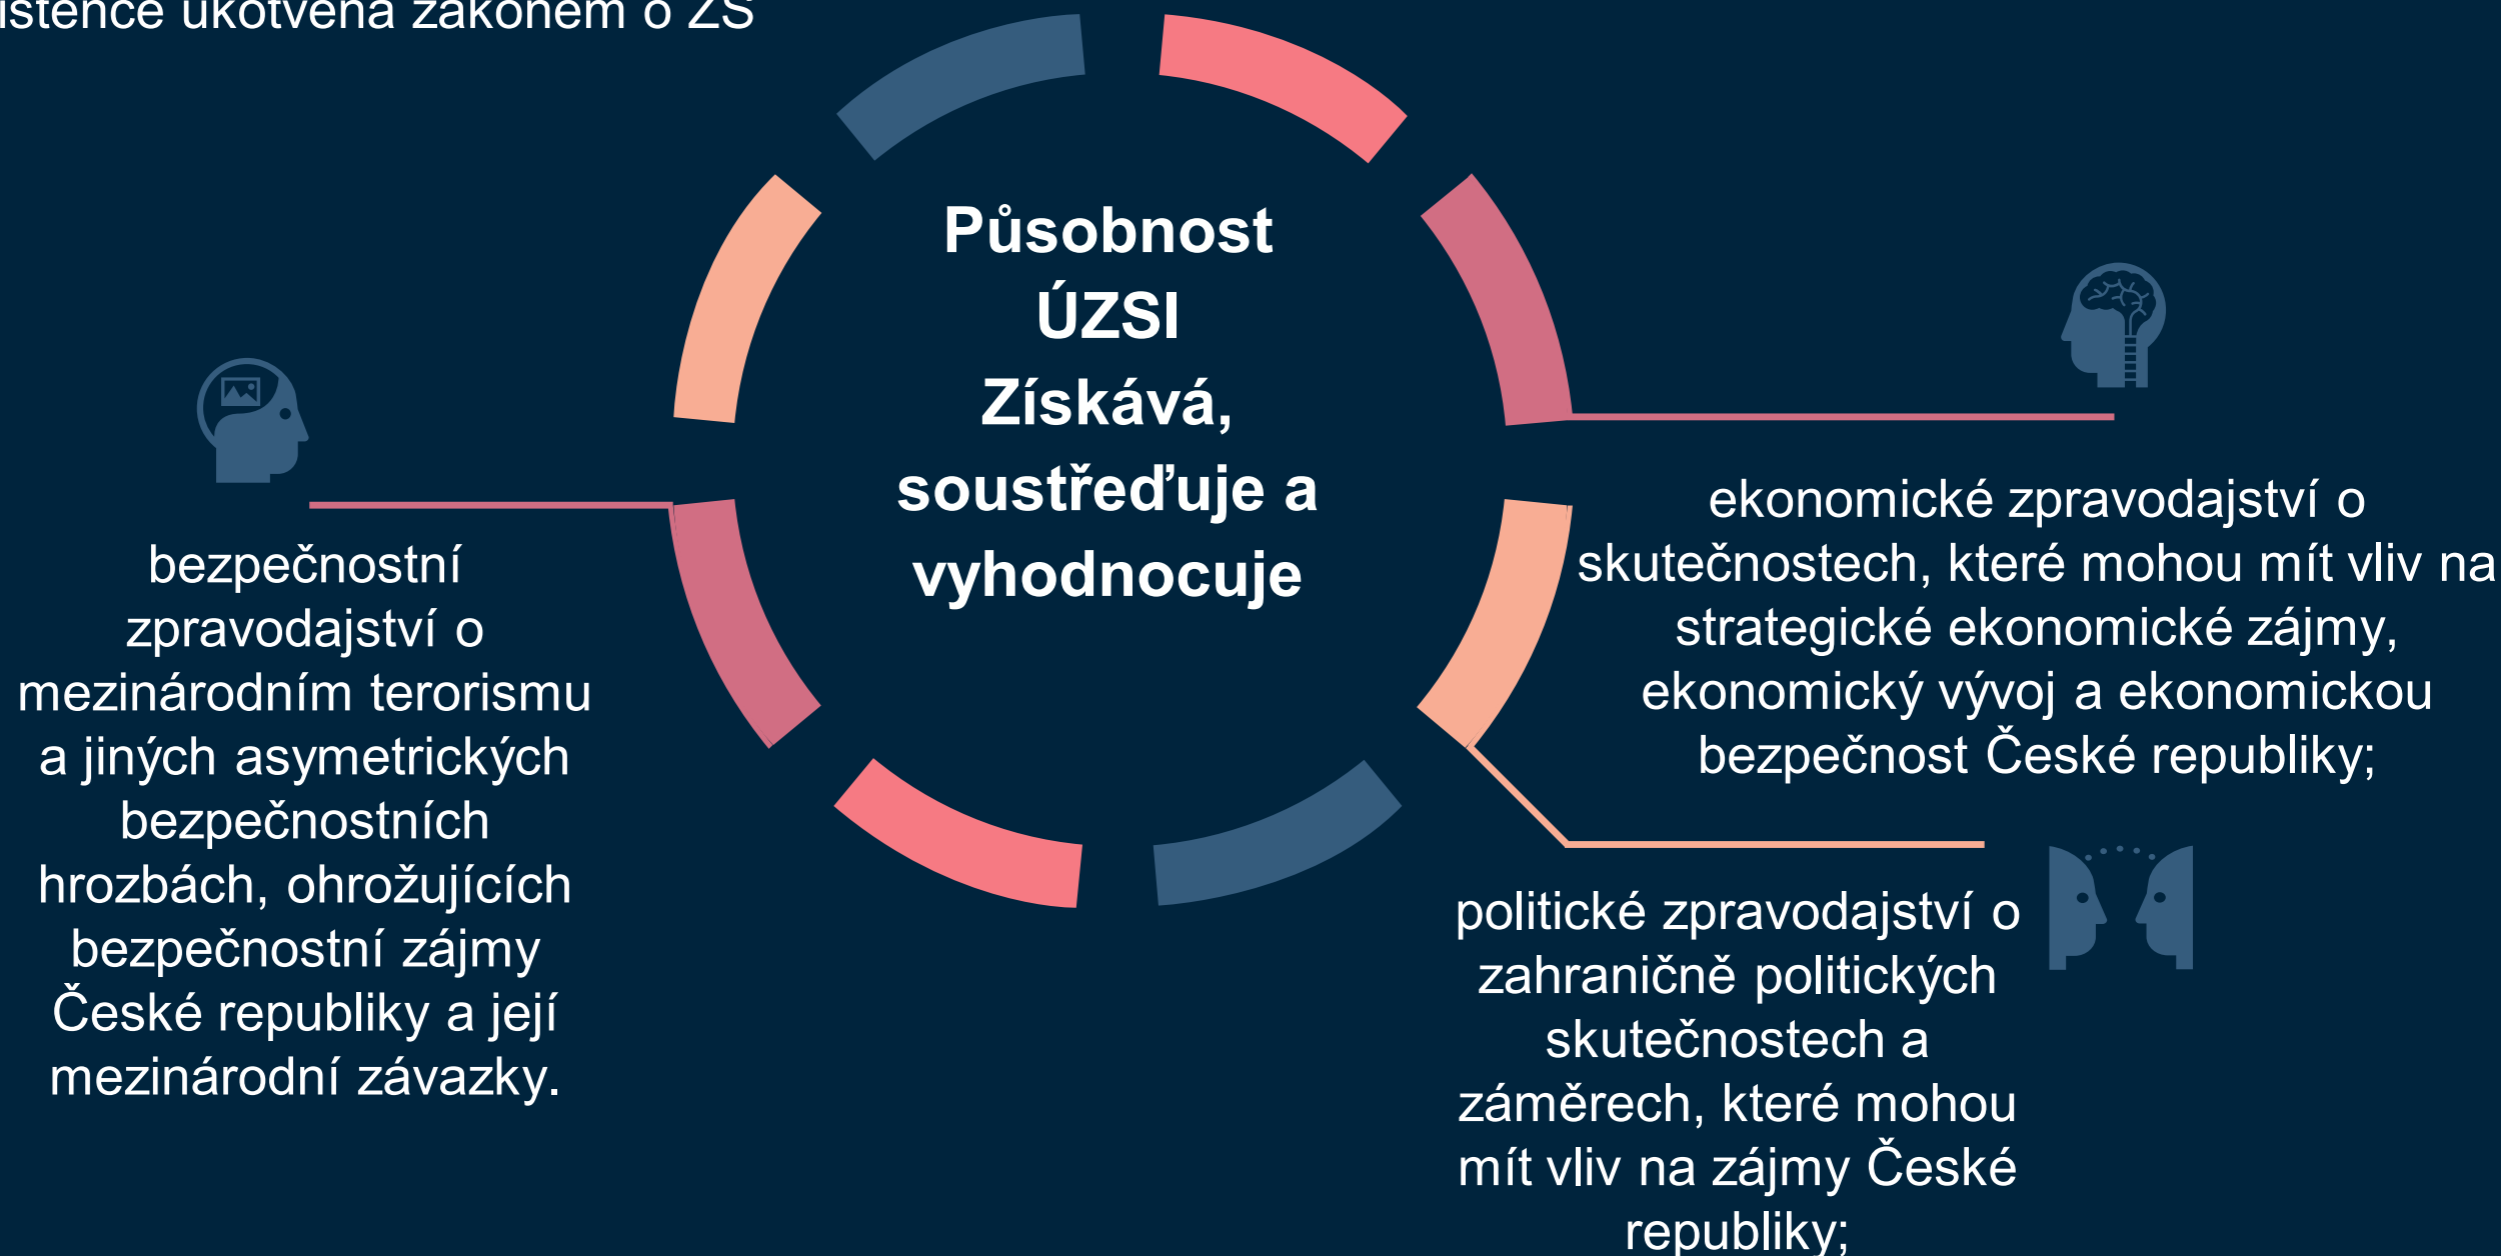 istence ukotvena zákonem o ZS
Působnost
ÚZSI
Získává,
soustřeďuje a
vyhodnocuje
bezpečnostní
zpravodajství o
mezinárodním terorismu
a jiných asymetrických
bezpečnostních
hrozbách, ohrožujících
bezpečnostní zájmy
České republiky a její
mezinárodní závazky.
ekonomické zpravodajství o
skutečnostech, které mohou mít vliv na
strategické ekonomické zájmy,
ekonomický vývoj a ekonomickou
bezpečnost České republiky;
politické zpravodajství o
zahraničně politických
skutečnostech a
záměrech, které mohou
mít vliv na zájmy České
republiky;